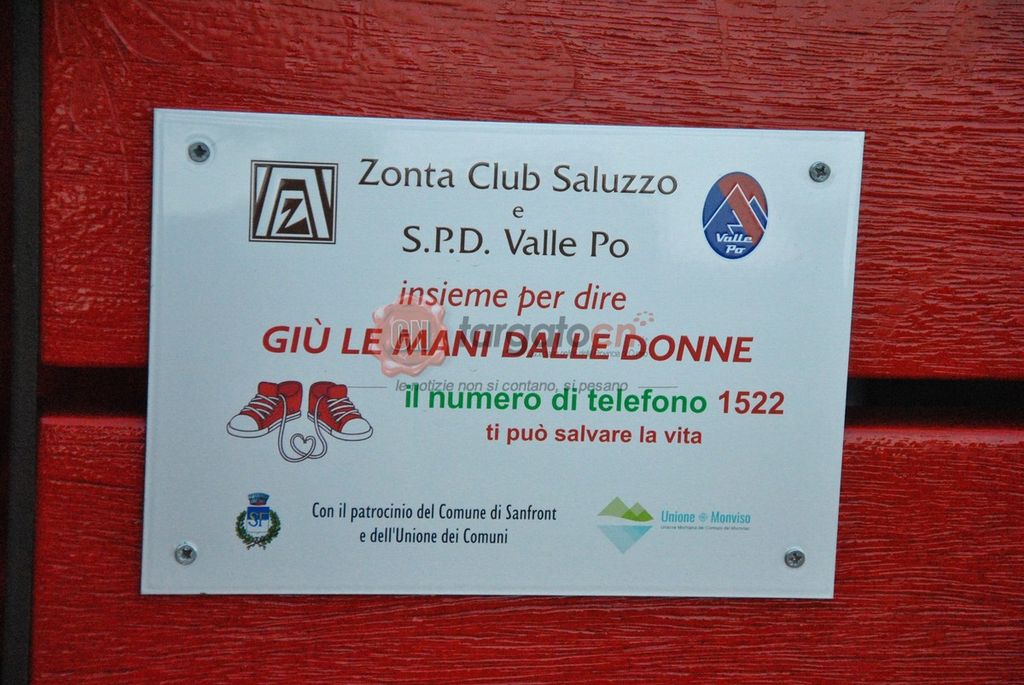 Zonta Club Saluzzo
e
S.P.D. Valle Po
Valle
Po
insieme per dire
GIÙ LE MANI DALLE DONNE
CN targatocn
le notizie non si contano, si pesano
il numero di telefono 1522
ti può salvare la vita
SF
Con il patrocinio del Comune di Sanfront
e dell'Unione dei Comuni
Unione Monviso